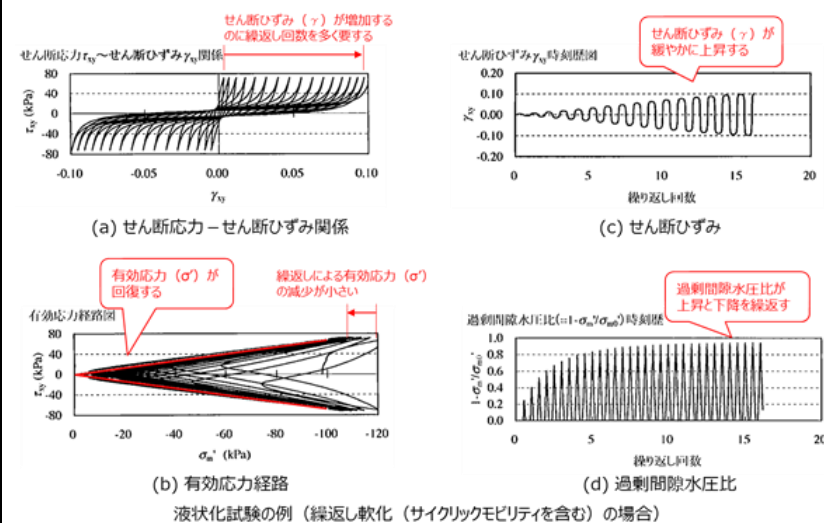 せん断ひずみ（γ）が増加する
のに繰返し回数を多く要する
せん断応力τxy～せん断ひずみγxy関係
80
40
0
-40
-80
τxy (kPa)
-0.10
-0.05
0.00
0.05
0.10
γxy
(a) せん断応力－せん断ひずみ関係
せん断ひずみ（γ）が
緩やかに上昇する
せん断ひずみγxy時刻歴図
0.20
0.10
0.00
-0.10
-0.20
γxy
0
5
10
15
20
繰り返し回数
(c) せん断ひずみ
有効応力（σ'）が
回復する
繰返しによる有効応力（σ'）
の減少が小さい
有効応力経路図
80
40
0
-40
-80
τxy (kPa)
0
-20
-40
-60
-80
-100
-120
σm' (kPa)
(b) 有効応力経路
過剰間隙水圧比が
上昇と下降を繰返す
過剰間隙水圧比(::1-σm'/σm0')時刻歴
1.0
0.8
0.6
0.4
0.2
0
1-σm'/σm0'
0
5
10
15
20
繰り返し回数
(d) 過剰間隙水圧比
液状化試験の例（繰返し軟化（サイクリックモビリティを含む）の場合）